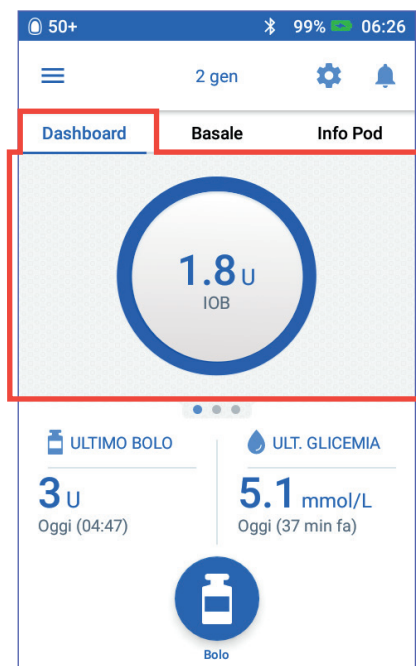 50+ 99% 06:26
2 gen
Dashboard Basale Info Pod
1.8 U
IOB
ULTIMO BOLO ULT. GLICEMIA
3 U 5.1 mmol/L
Oggi (04:47) Oggi (37 min fa)
Bolo